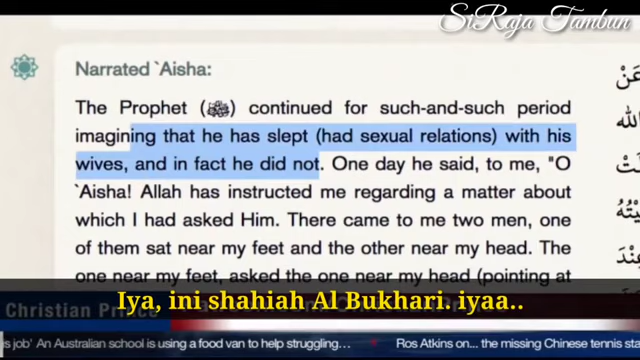 SiRaja Tambun
Narrated `Aisha:
The Prophet (ﷺ) continued for such-and-such period
imagining that he has slept (had sexual relations) with his
wives, and in fact he did not. One day he said, to me, "O
`Aisha! Allah has instructed me regarding a matter about
which I had asked Him. There came to me two men, one
of them sat near my feet and the other near my head. The
one near my feet, asked the one near my head (pointing at
عَنْ
الله
Iya, ini shahiah Al Bukhari. iyaa..
Christian Prince
s job' An Australian school is using a food van to help struggling…
Ros Atkins on… the missing Chinese tennis sta